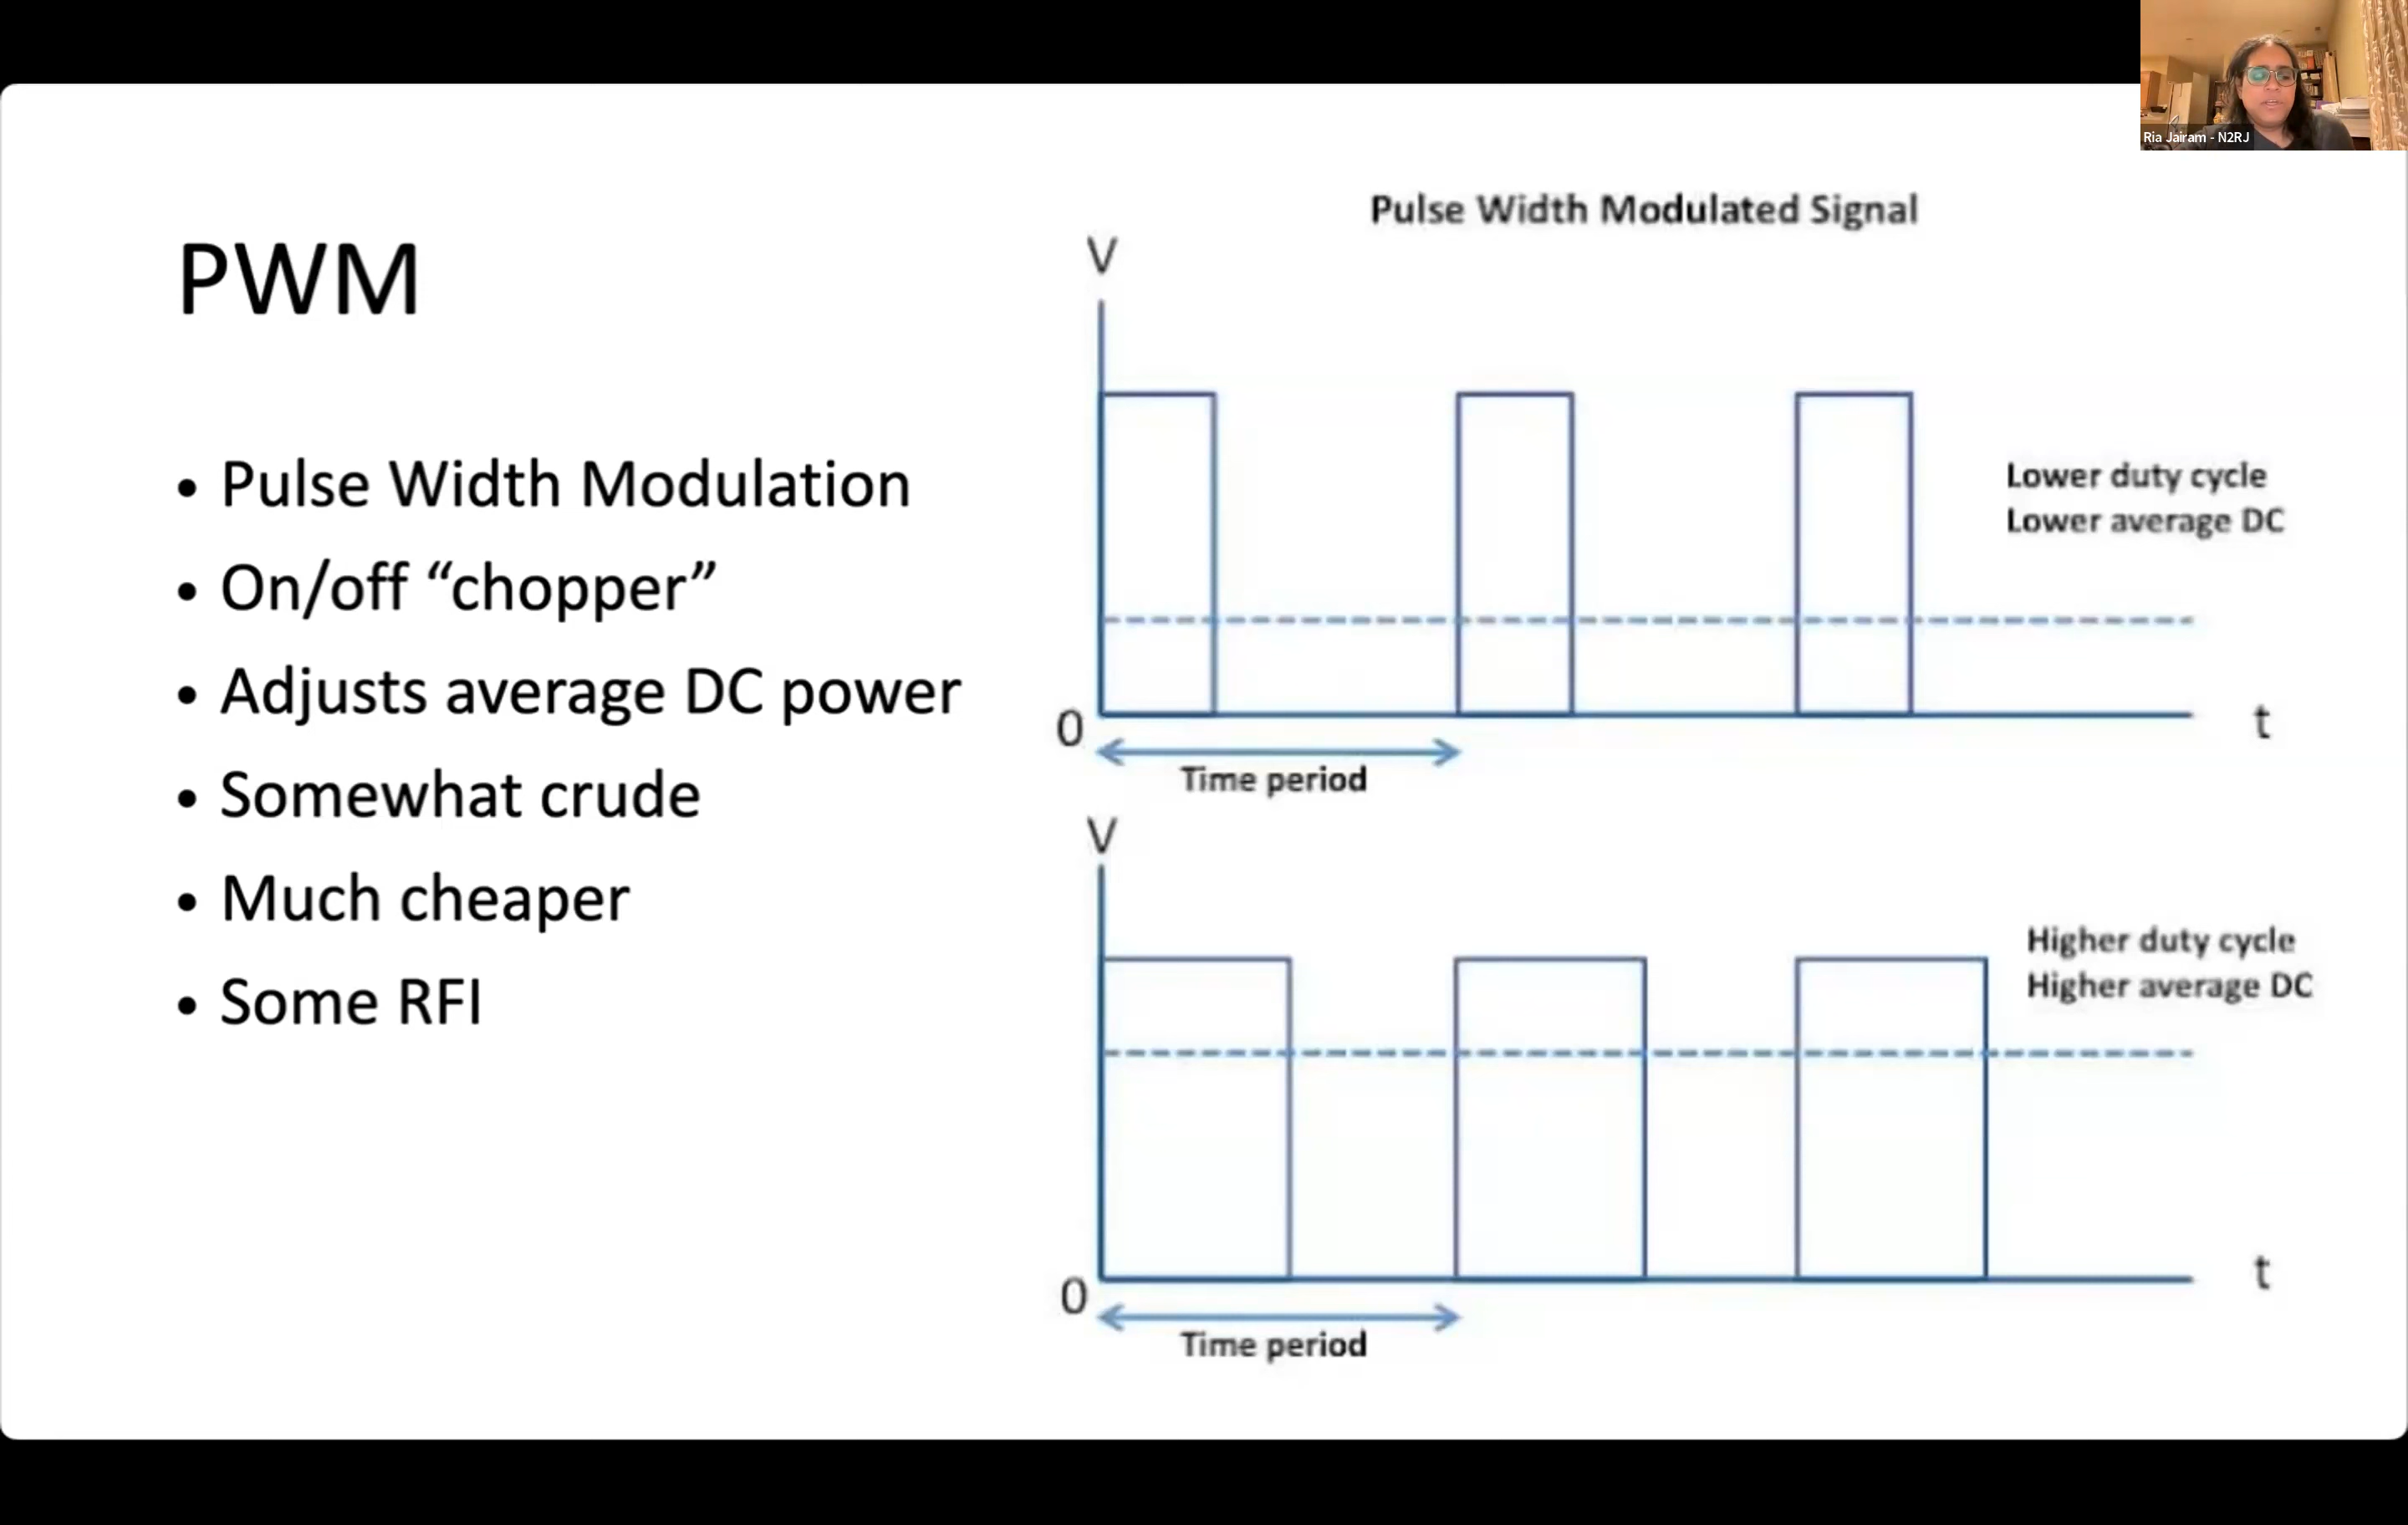 Ria Jairam - N2RJ
PWM
• Pulse Width Modulation
• On/off “chopper”
• Adjusts average DC power
• Somewhat crude
• Much cheaper
• Some RFI
Pulse Width Modulated Signal
V
Lower duty cycle
Lower average DC
0
t
Time period
V
Higher duty cycle
Higher average DC
0
t
Time period